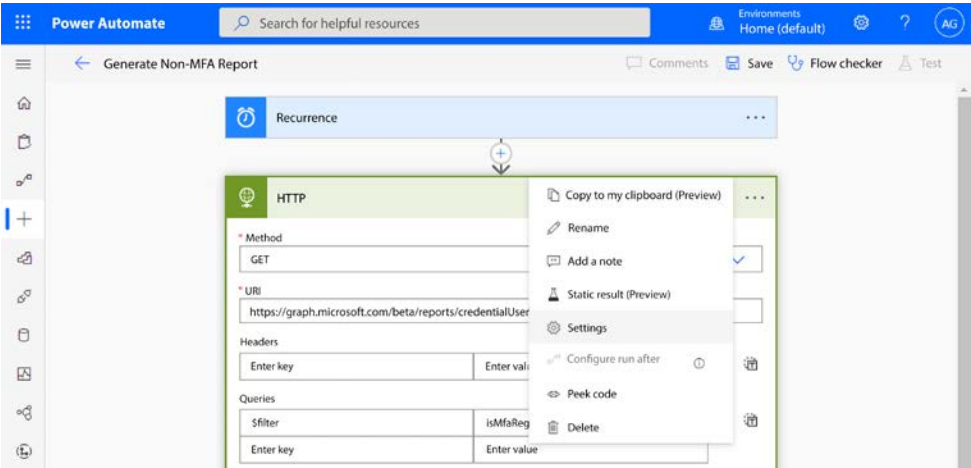 Power Automate
Search for helpful resources
Environments
Home (default)
?
AG
Generate Non-MFA Report
Comments
Save
Flow checker
Test
Recurrence
...
HTTP
...
Copy to my clipboard (Preview)
Rename
Add a note
Static result (Preview)
Settings
Configure run after
Peek code
Delete
* Method
GET
* URI
https://graph.microsoft.com/beta/reports/credentialUser
Headers
Enter key
Enter val
Queries
$filter
isMfaReg
Enter key
Enter value